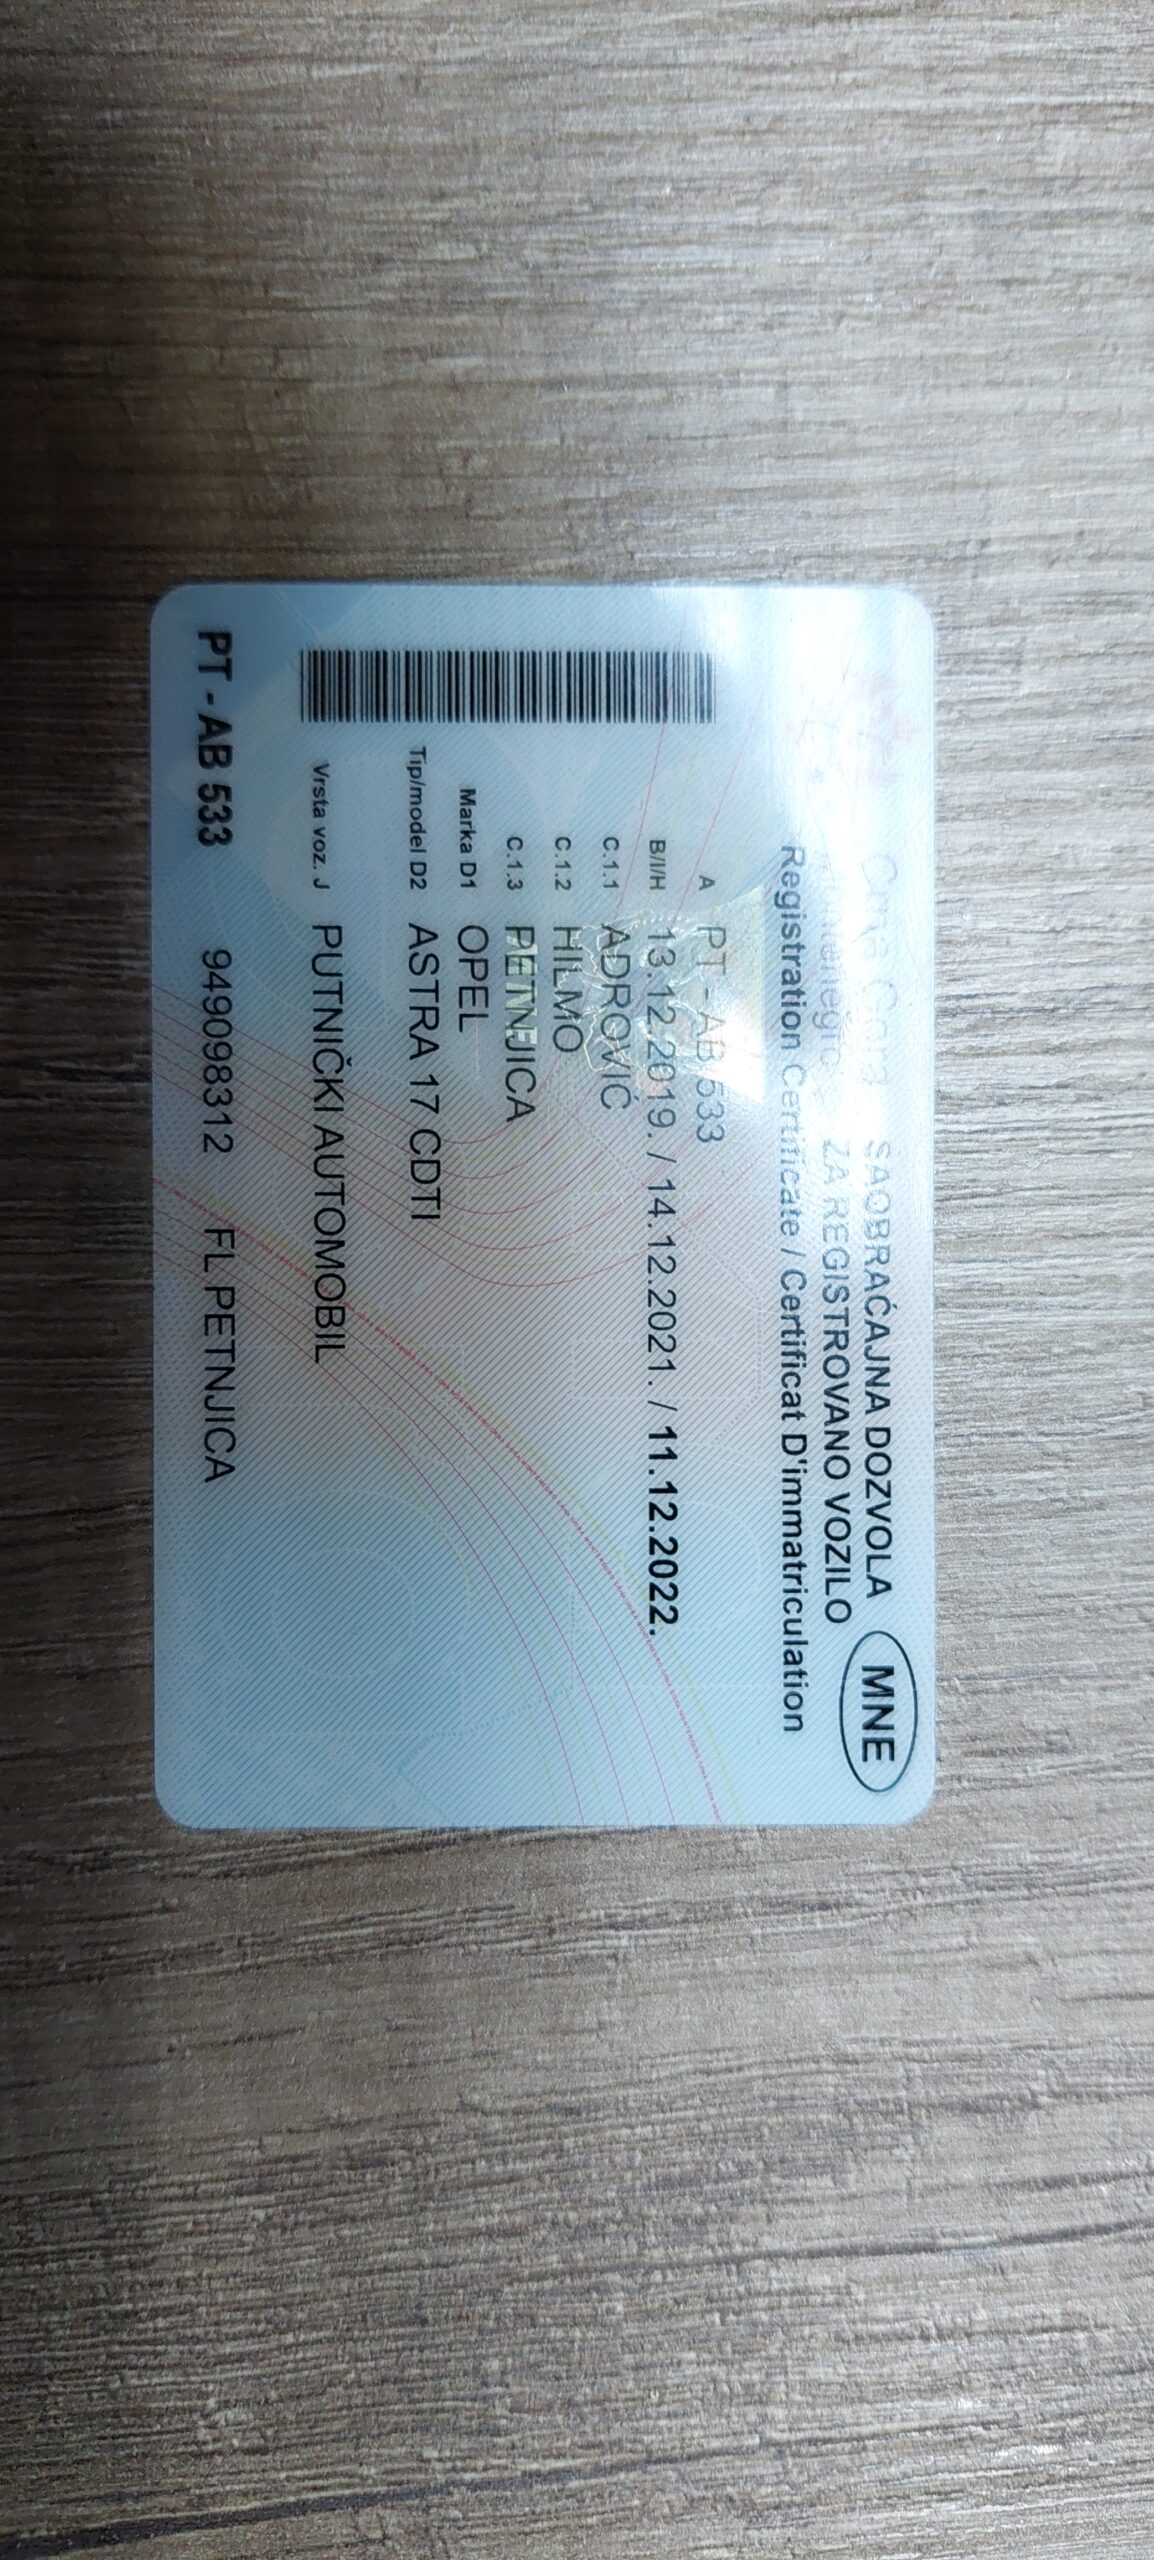 Crna Gora SAOBRAĆAJNA DOZVOLA
ZA REGISTROVANO VOZILO
MNE
Registration Certificate / Certificat D'immatriculation
A PT - AB 533
B/I/H 13.12.2019. / 14.12.2021. / 11.12.2022.
C.1.1 ADROVIĆ
C.1.2 HILMO
C.1.3 PETNJICA
Marka D1 OPEL
Tip/model D2 ASTRA 17 CDTI
Vrsta voz. J PUTNIČKI AUTOMOBIL
PT - AB 533 949098312 FL PETNJICA